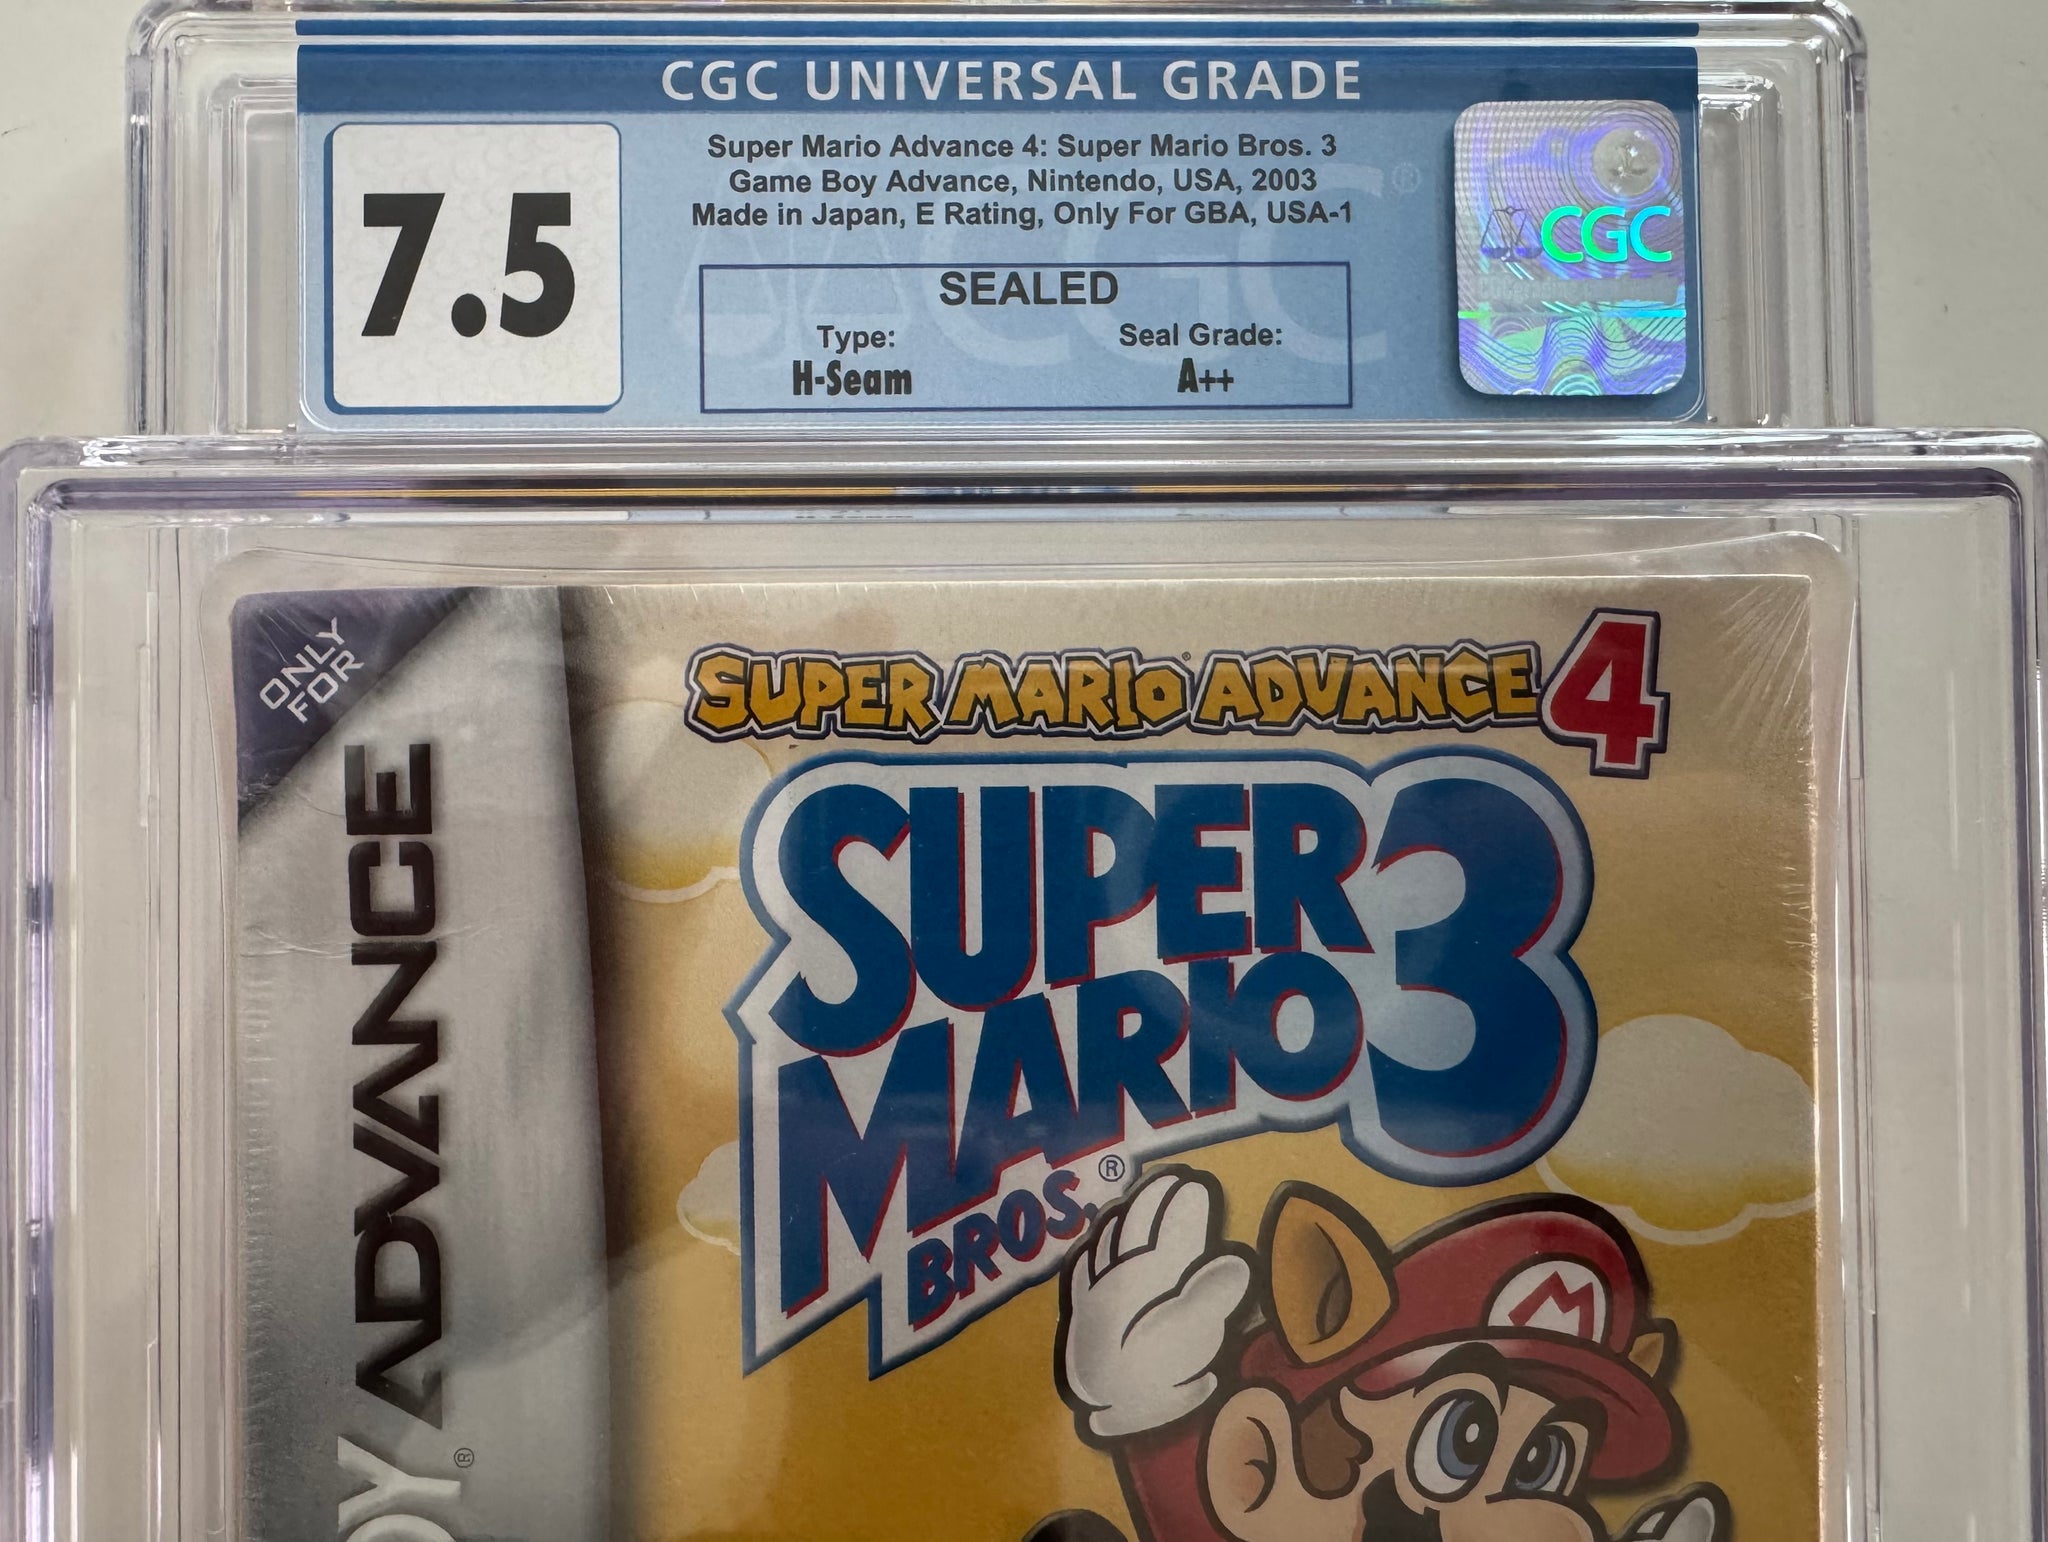 CGC UNIVERSAL GRADE
7.5
Super Mario Advance 4: Super Mario Bros. 3
Game Boy Advance, Nintendo, USA, 2003
Made in Japan, E Rating, Only For GBA, USA-1
SEALED
Type:
Seal Grade:
H-Seam
A++
CGC
ONLY
FOR
ADVANCE
SUPER MARIO ADVANCE 4
SUPER
MARIO
BROS.® 3
M